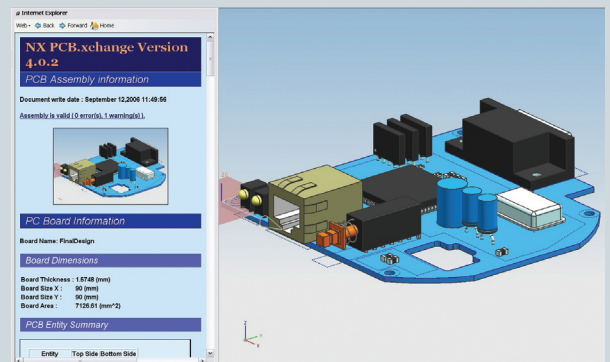 Internet Explorer
Web Back Forward Home
NX PCB.xchange Version
4.0.2
PCB Assembly information
Document write date : September 12,2006 11:49:56
Assembly is valid ( 0 error(s), 1 warning(s) ).
PC Board Information
Board Name: FinalDesign
Board Dimensions
Board Thickness : 1.5748 (mm)
Board Size X : 90 (mm)
Board Size Y : 90 (mm)
Board Area : 7126.61 (mm^2)
PCB Entity Summary
Entity Top Side Bottom Side